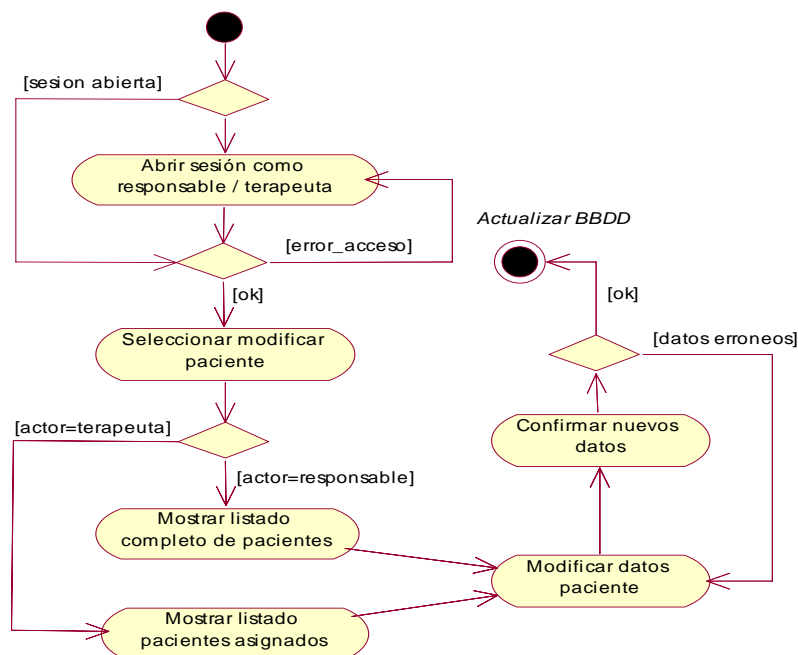 [sesion abierta]
Abrir sesión como
responsable / terapeuta
[error_acceso]
[ok]
Seleccionar modificar
paciente
[actor=terapeuta]
[actor=responsable]
Mostrar listado
completo de pacientes
Mostrar listado
pacientes asignados
Actualizar BBDD
[ok]
[datos erroneos]
Confirmar nuevos
datos
Modificar datos
paciente